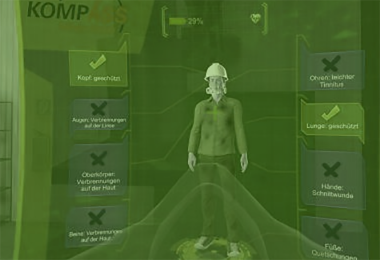 KOMP
29%
Kopf: geschützt
Augen: Verbrennungen
auf der Linse
Oberkörper:
Verbrennungen
auf der Haut
Beine: Verbrennungen
auf der Haut
Ohren: leichter
Tinnitus
Lunge: geschützt
Hände:
Schnittwunde
Füße:
Quetschungen